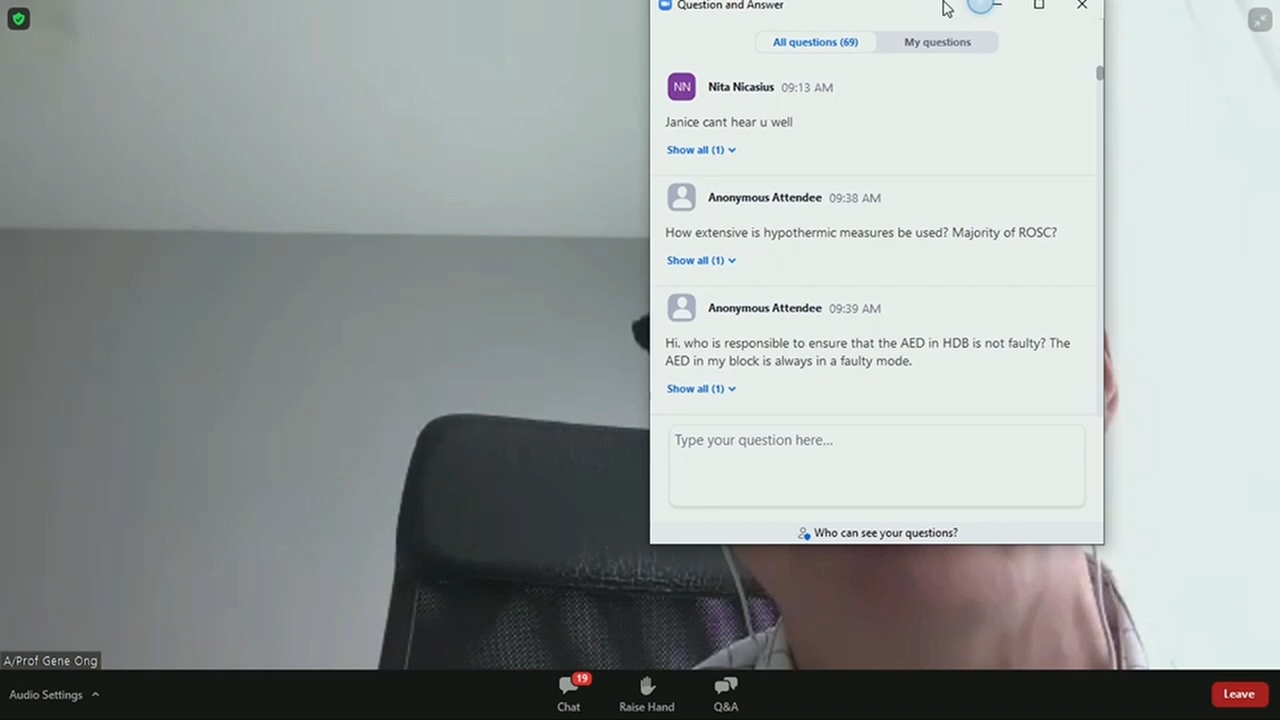 Question and Answer
All questions (69)
My questions
NN
Nita Nicasius 09:13 AM
Janice cant hear u well
Show all (1)
Anonymous Attendee 09:38 AM
How extensive is hypothermic measures be used? Majority of ROSC?
Show all (1)
Anonymous Attendee 09:39 AM
Hi. who is responsible to ensure that the AED in HDB is not faulty? The
AED in my block is always in a faulty mode.
Show all (1)
Type your question here...
Who can see your questions?
A/Prof Gene Ong
Audio Settings
19
Chat
Raise Hand
Q&A
Leave